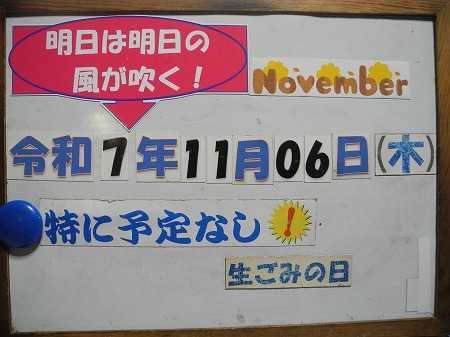 明日は明日の
風が吹く！
November
令和7年11月06日(木)
特に予定なし！
生ごみの日